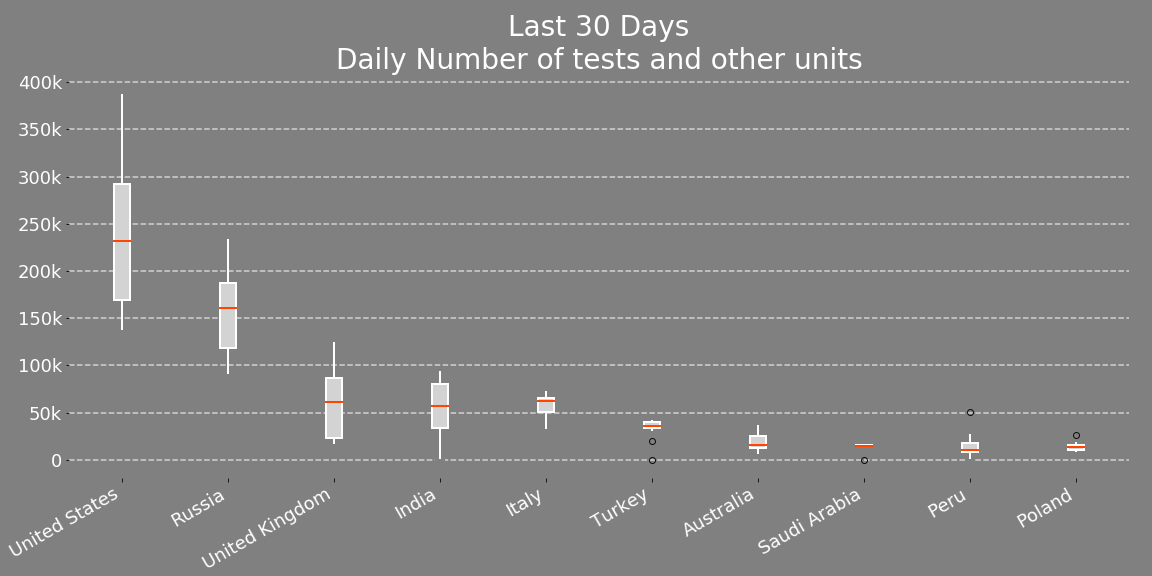 Last 30 Days
Daily Number of tests and other units
400k
350k
300k
250k
200k
150k
100k
50k
0
United States
Russia
United Kingdom
India
Italy
Turkey
Australia
Saudi Arabia
Peru
Poland